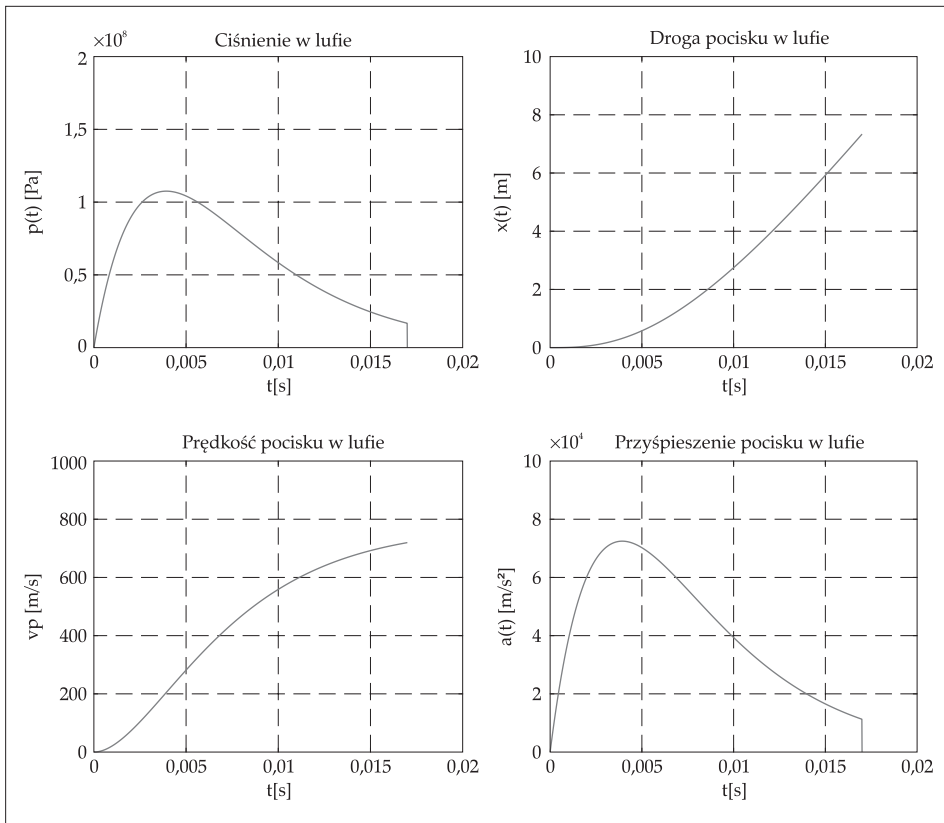 Ciśnienie w lufie
×10⁸
2
1,5
1
0,5
0
p(t) [Pa]
0 0,005 0,01 0,015 0,02
t[s]
Droga pocisku w lufie
10
8
6
4
2
0
x(t) [m]
0 0,005 0,01 0,015 0,02
t[s]
Prędkość pocisku w lufie
1000
800
600
400
200
0
vp [m/s]
0 0,005 0,01 0,015 0,02
t[s]
Przyśpieszenie pocisku w lufie
×10⁴
10
8
6
4
2
0
a(t) [m/s²]
0 0,005 0,01 0,015 0,02
t[s]